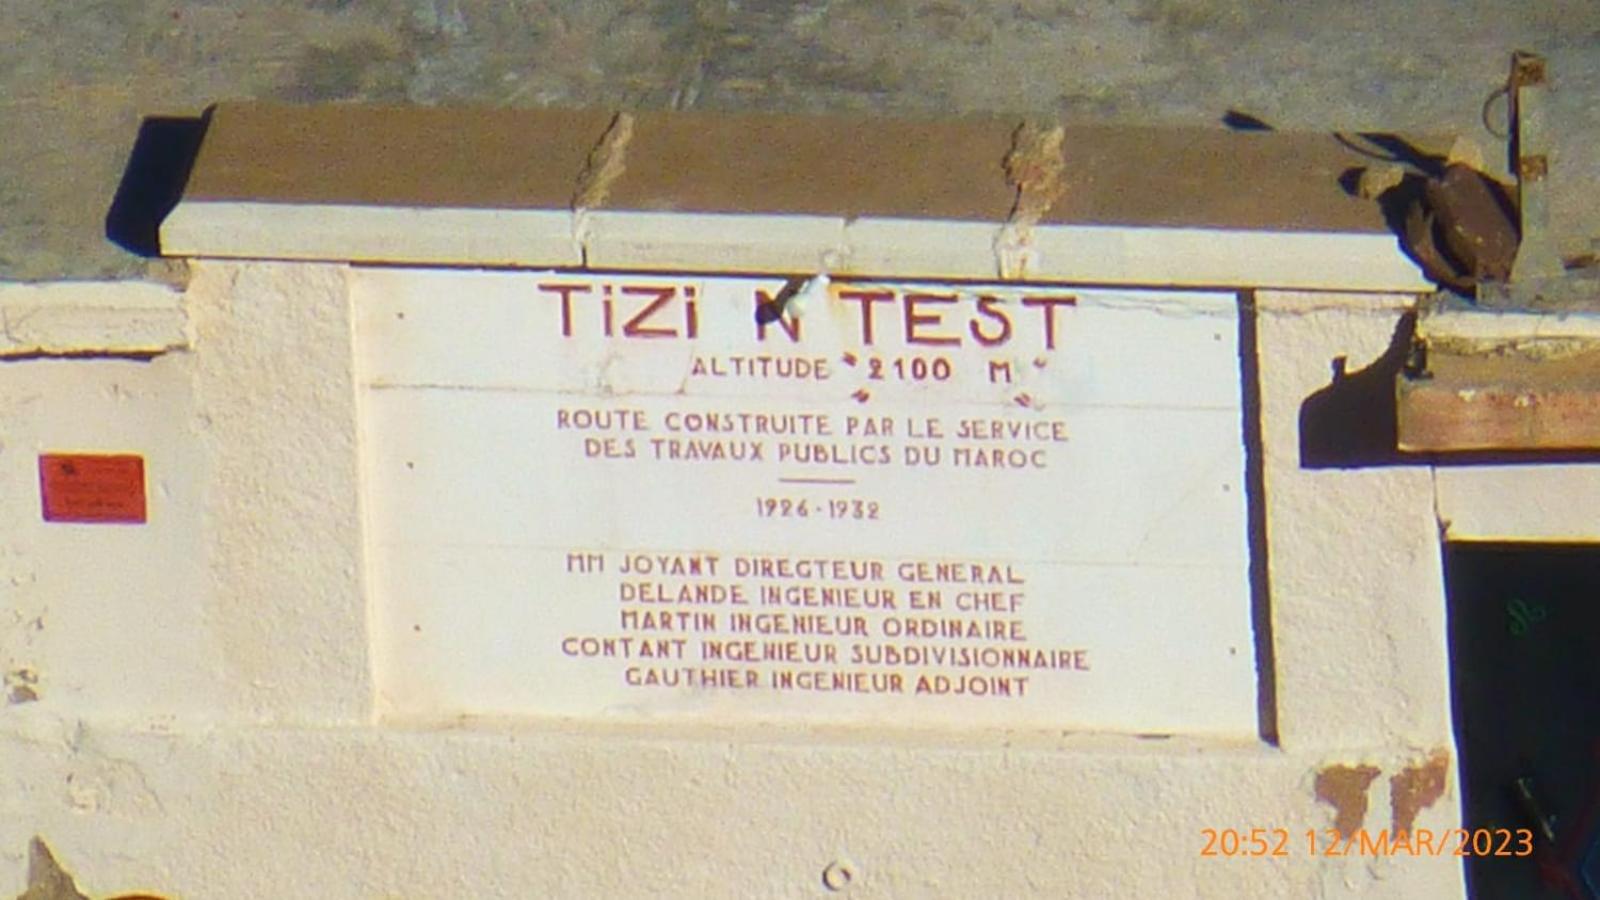 TiZi N TEST
ALTITUDE "2100 M"
ROUTE CONSTRUITE PAR LE SERVICE
DES TRAVAUX PUBLICS DU MAROC
1926-1932
MM JOYANT DIRECTEUR GENERAL
DELANDE INGENIEUR EN CHEF
MARTIN INGENIEUR ORDINAIRE
CONTANT INGENIEUR SUBDIVISIONNAIRE
GAUTHIER INGENIEUR ADJOINT
20:52 12/MAR/2023